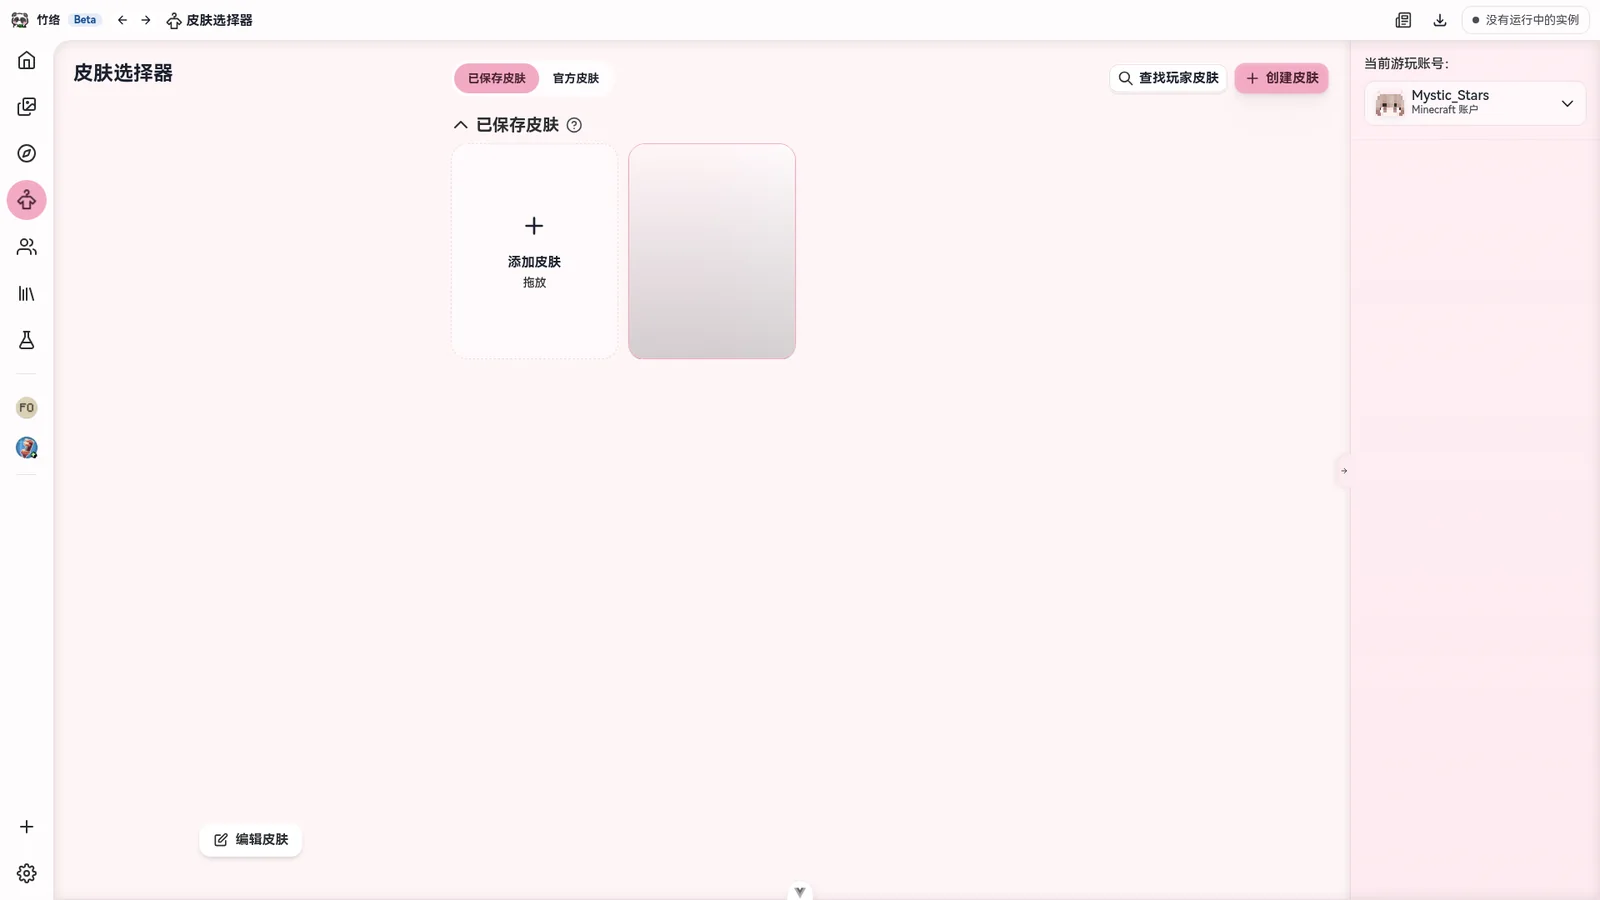 竹络 Beta 皮肤选择器 没有运行中的实例
皮肤选择器
已保存皮肤 官方皮肤
查找玩家皮肤 创建皮肤
已保存皮肤
添加皮肤
拖放
编辑皮肤
当前游玩账号：
Mystic_Stars
Minecraft 账户
FO